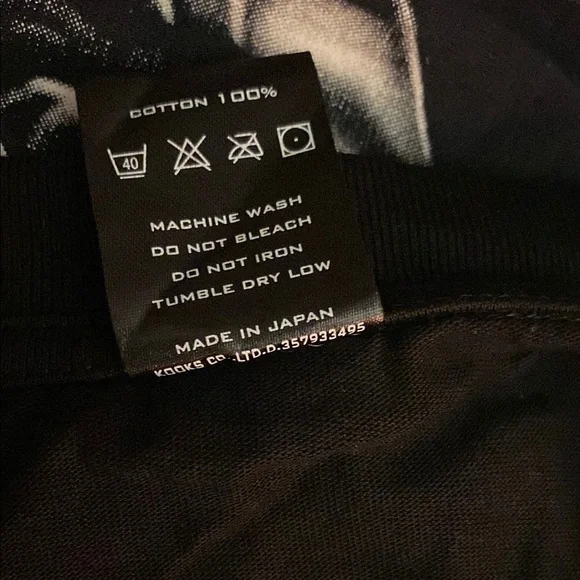 COTTON 100%
40
MACHINE WASH
DO NOT BLEACH
DO NOT IRON
TUMBLE DRY LOW
MADE IN JAPAN
KOOKS CO.,LTD.D-357933495